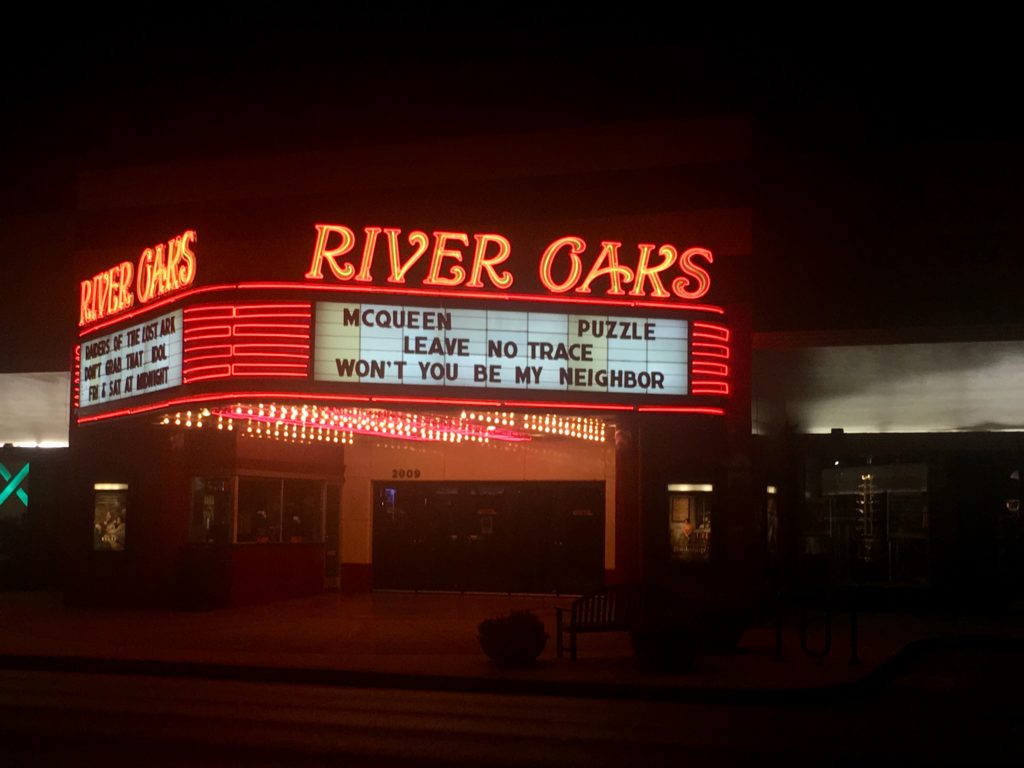 RIVER OAKS
RIVER OAKS
RAIDERS OF THE LOST ARK
DON'T GRAB THAT IDOL
FRI & SAT AT MIDNIGHT
MCQUEEN PUZZLE
LEAVE NO TRACE
WON'T YOU BE MY NEIGHBOR
2009